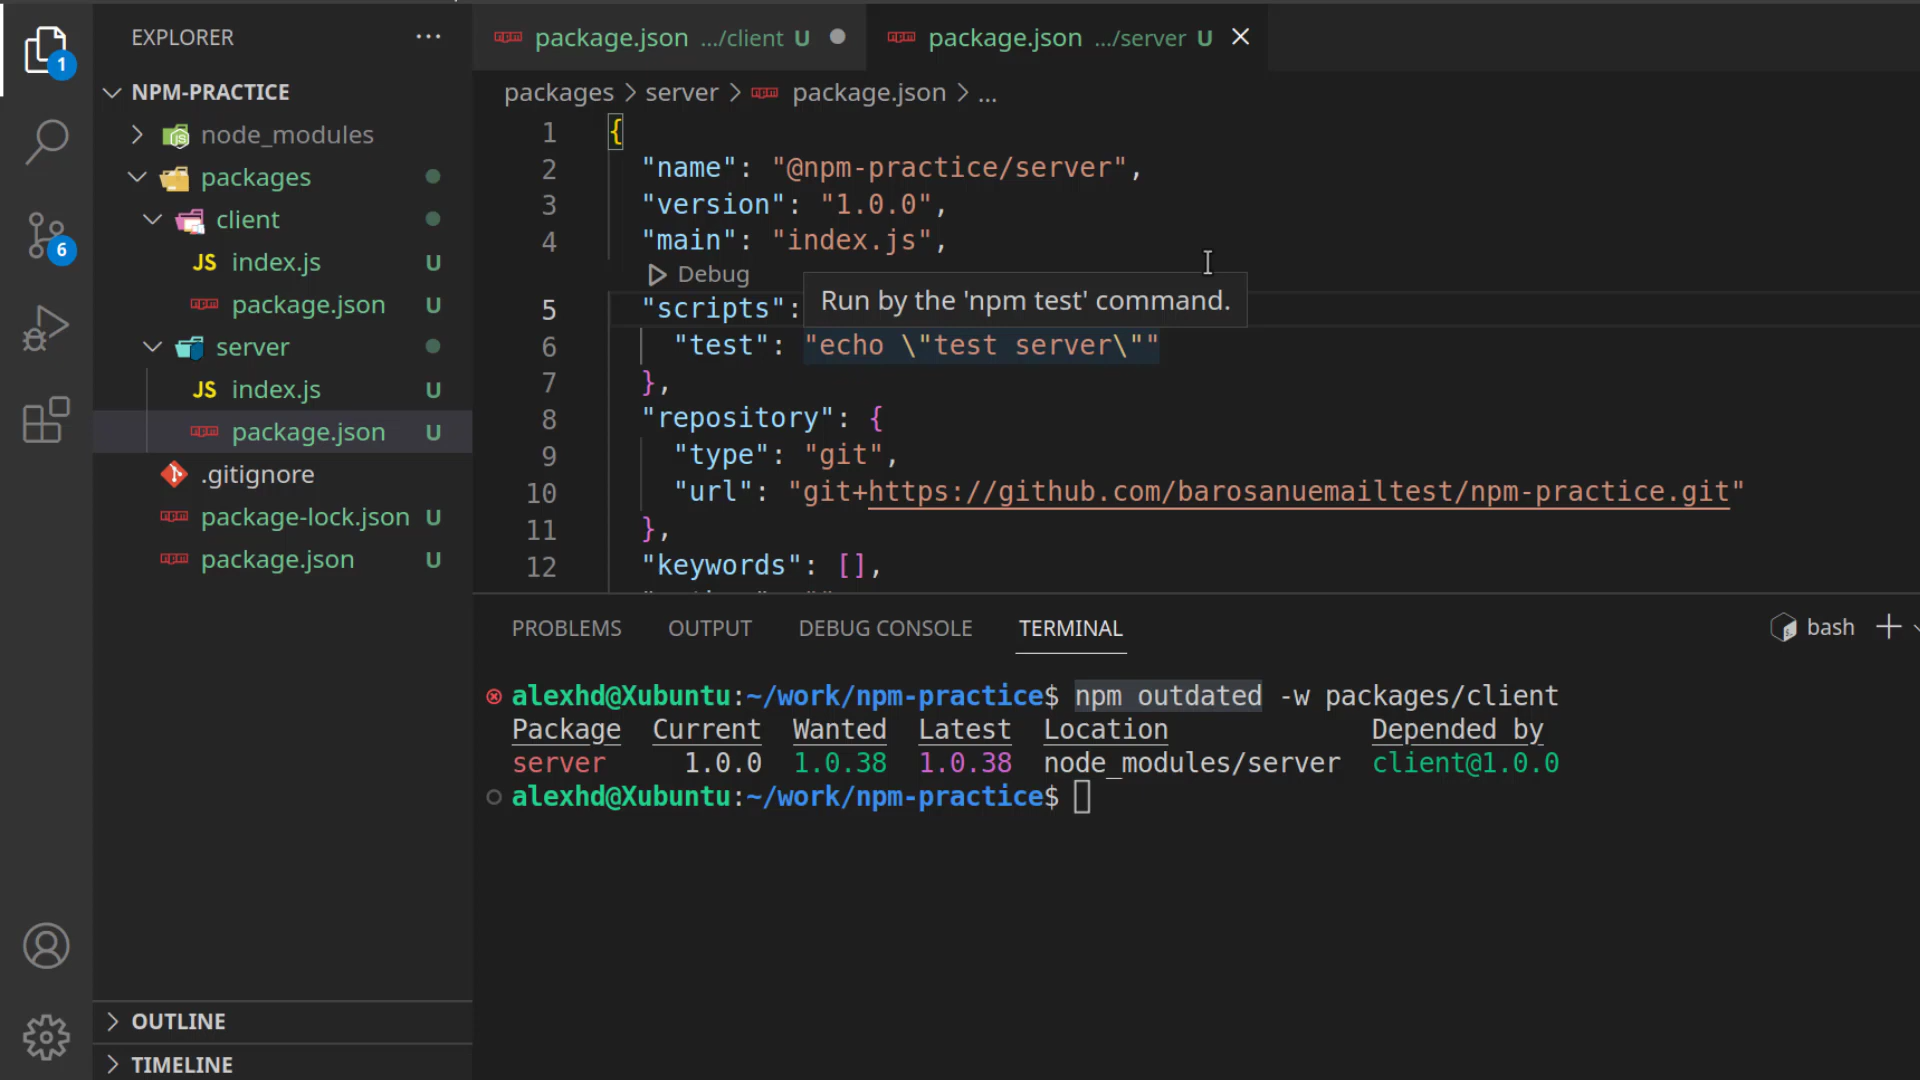 EXPLORER
1
NPM-PRACTICE
node_modules
packages
client
6
JS index.js U
package.json U
server
JS index.js U
package.json U
.gitignore
package-lock.json U
package.json U
OUTLINE
TIMELINE
package.json .../client U
package.json .../server U
packages > server > package.json > ...
1 {
2 "name": "@npm-practice/server",
3 "version": "1.0.0",
4 "main": "index.js",
Debug
Run by the 'npm test' command.
5 "scripts":
6 "test": "echo \"test server\""
7 },
8 "repository": {
9 "type": "git",
10 "url": "git+https://github.com/barosanuemailtest/npm-practice.git"
11 },
12 "keywords": [],
PROBLEMS OUTPUT DEBUG CONSOLE TERMINAL
bash
alexhd@Xubuntu:~/work/npm-practice$ npm outdated -w packages/client
Package Current Wanted Latest Location Depended by
server 1.0.0 1.0.38 1.0.38 node_modules/server client@1.0.0
alexhd@Xubuntu:~/work/npm-practice$